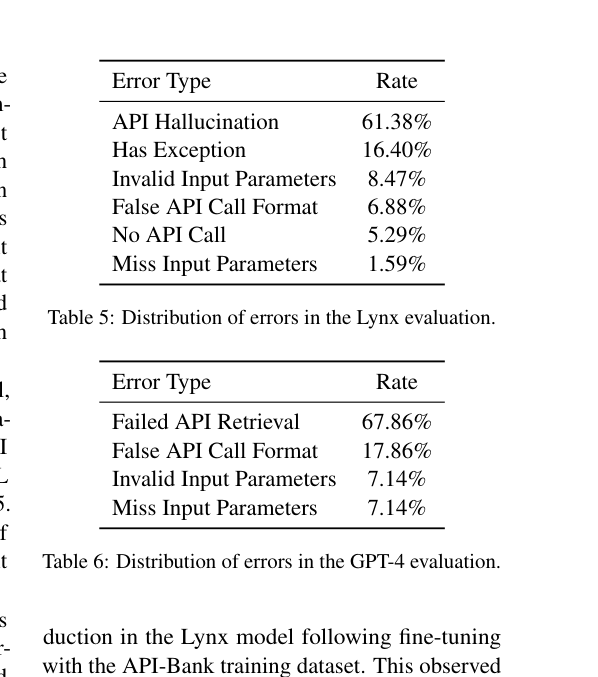 Error Type Rate
API Hallucination 61.38%
Has Exception 16.40%
Invalid Input Parameters 8.47%
False API Call Format 6.88%
No API Call 5.29%
Miss Input Parameters 1.59%
Table 5: Distribution of errors in the Lynx evaluation.
Error Type Rate
Failed API Retrieval 67.86%
False API Call Format 17.86%
Invalid Input Parameters 7.14%
Miss Input Parameters 7.14%
Table 6: Distribution of errors in the GPT-4 evaluation.
duction in the Lynx model following fine-tuning
with the API-Bank training dataset. This observed